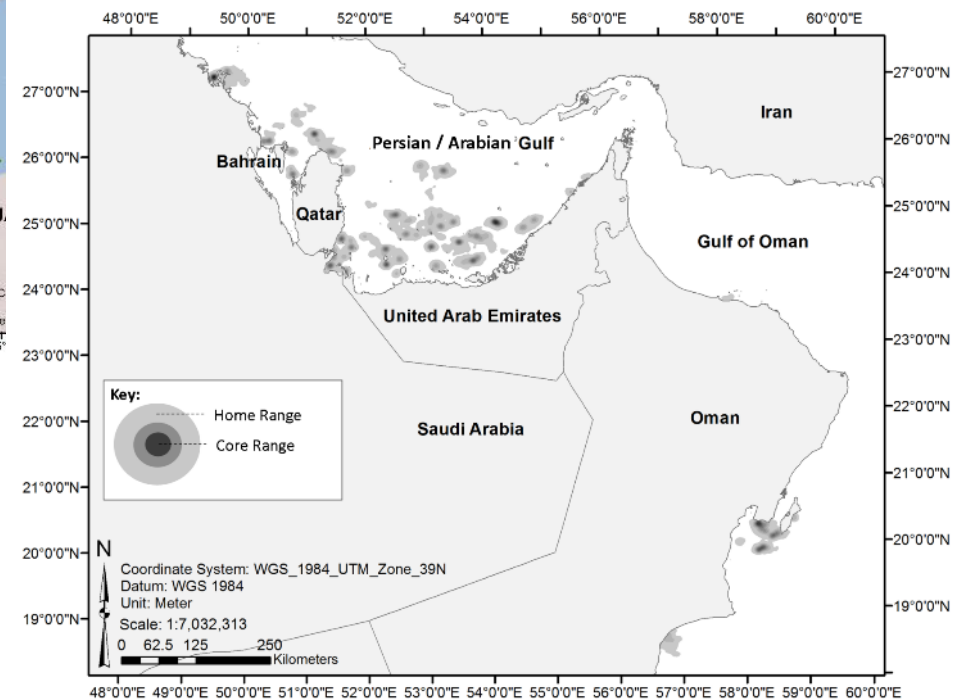 48°0'0"E 50°0'0"E 52°0'0"E 54°0'0"E 56°0'0"E 58°0'0"E 60°0'0"E
27°0'0"N
27°0'0"N
Iran
26°0'0"N
Persian / Arabian Gulf
26°0'0"N
Bahrain
25°0'0"N
Qatar
25°0'0"N
Gulf of Oman
24°0'0"N
24°0'0"N
United Arab Emirates
23°0'0"N
23°0'0"N
Key:
Home Range
Core Range
22°0'0"N
Saudi Arabia
Oman
22°0'0"N
21°0'0"N
21°0'0"N
20°0'0"N
20°0'0"N
N
Coordinate System: WGS_1984_UTM_Zone_39N
Datum: WGS 1984
Unit: Meter
Scale: 1:7,032,313
0 62.5 125 250
Kilometers
19°0'0"N
19°0'0"N
48°0'0"E 49°0'0"E 50°0'0"E 51°0'0"E 52°0'0"E 53°0'0"E 54°0'0"E 55°0'0"E 56°0'0"E 57°0'0"E 58°0'0"E 59°0'0"E 60°0'0"E